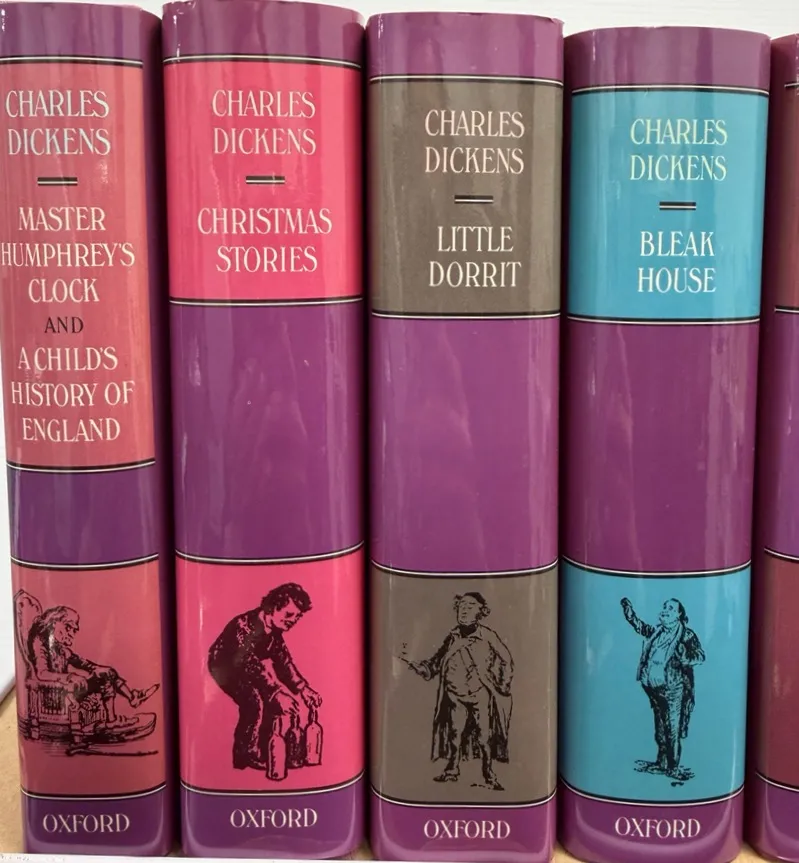 CHARLES
DICKENS
MASTER
HUMPHREY'S
CLOCK
AND
A CHILD'S
HISTORY OF
ENGLAND
OXFORD
CHARLES
DICKENS
CHRISTMAS
STORIES
OXFORD
CHARLES
DICKENS
LITTLE
DORRIT
OXFORD
CHARLES
DICKENS
BLEAK
HOUSE
OXFORD